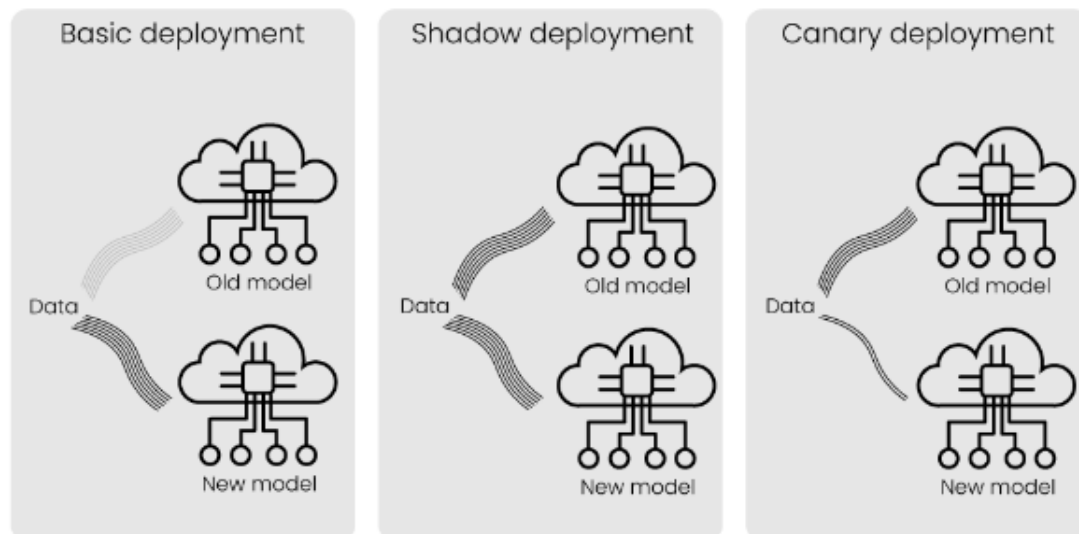 Basic deployment
Old model
Data
New model
Shadow deployment
Old model
Data
New model
Canary deployment
Old model
Data
New model